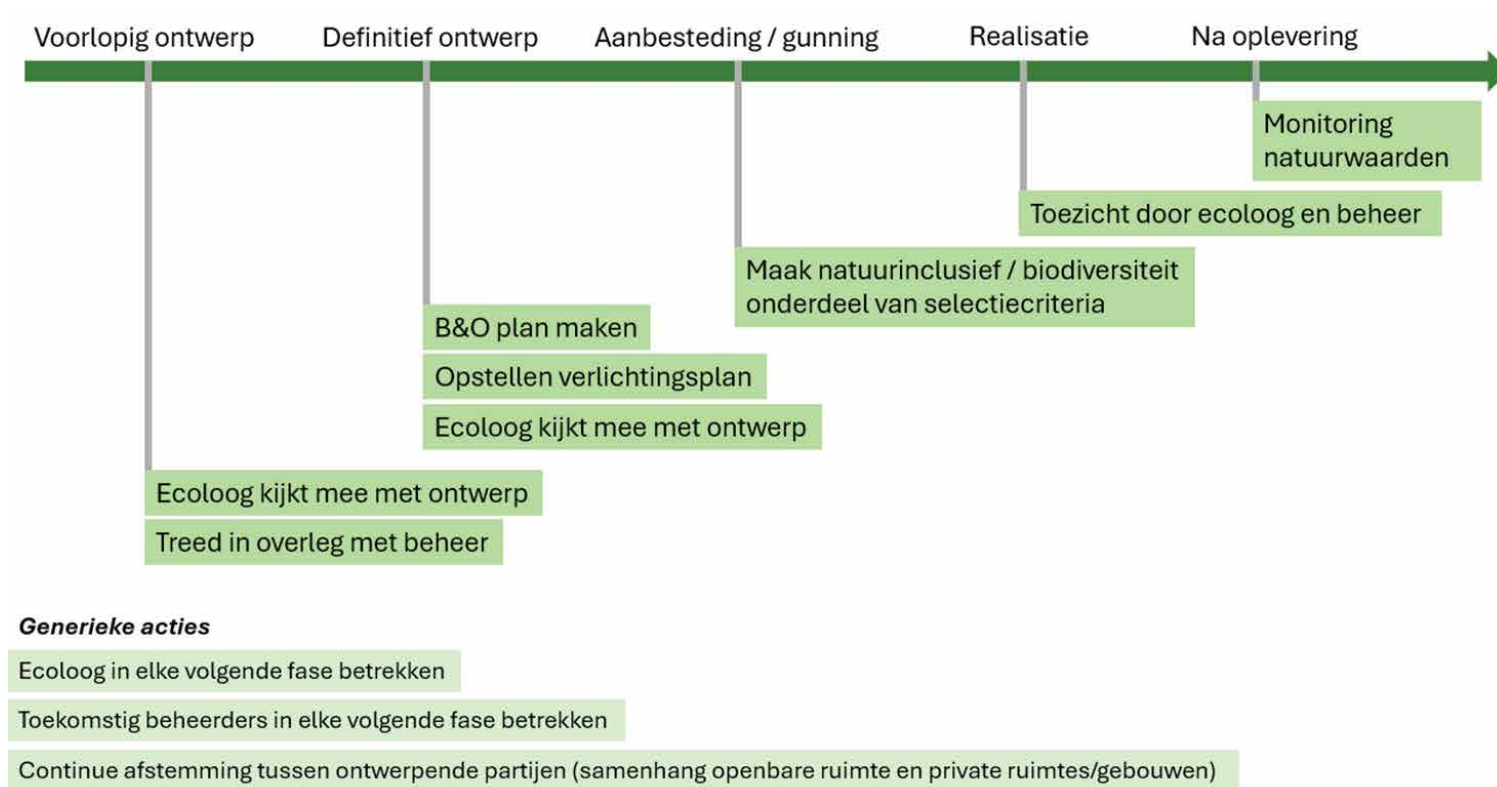 Voorlopig ontwerp
Definitief ontwerp
Aanbesteding / gunning
Realisatie
Na oplevering
Monitoring
natuurwaarden
Toezicht door ecoloog en beheer
Maak natuurinclusief / biodiversiteit
onderdeel van selectiecriteria
B&O plan maken
Opstellen verlichtingsplan
Ecoloog kijkt mee met ontwerp
Ecoloog kijkt mee met ontwerp
Treed in overleg met beheer
Generieke acties
Ecoloog in elke volgende fase betrekken
Toekomstig beheerders in elke volgende fase betrekken
Continue afstemming tussen ontwerpende partijen (samenhang openbare ruimte en private ruimtes/gebouwen)